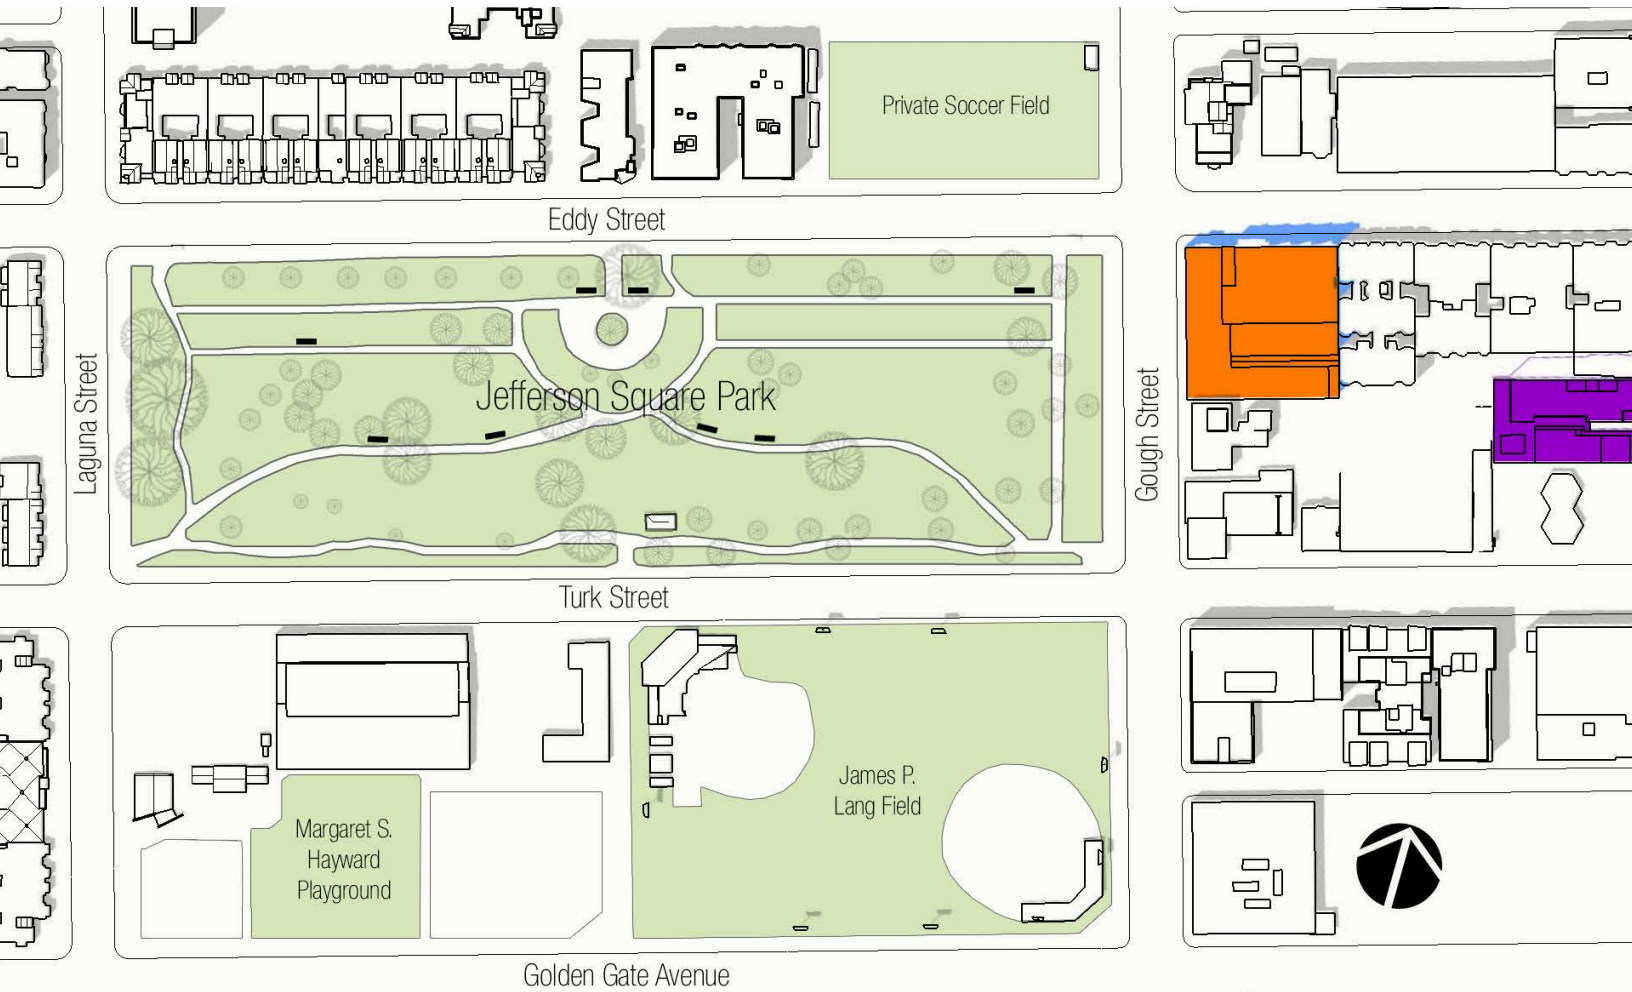 Private Soccer Field
Eddy Street
Jefferson Square Park
Laguna Street
Gough Street
Turk Street
James P.
Lang Field
Margaret S.
Hayward
Playground
Golden Gate Avenue